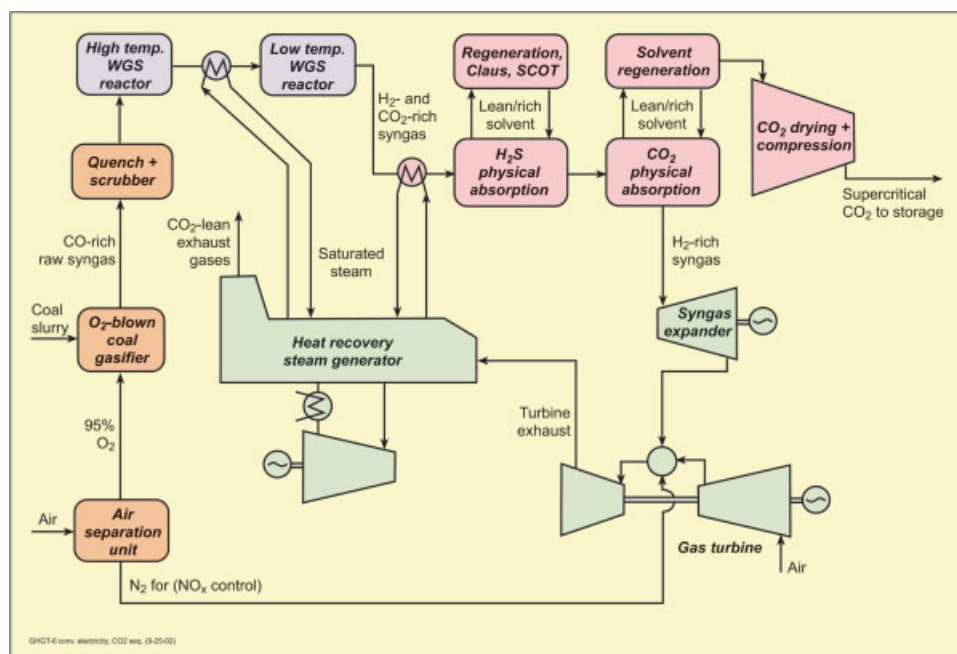 High temp.
WGS
reactor
Low temp.
WGS
reactor
Regeneration,
Claus, SCOT
Solvent
regeneration
H2- and
CO2-rich
syngas
Lean/rich
solvent
Lean/rich
solvent
CO2 drying +
compression
Quench +
scrubber
H2S
physical
absorption
CO2
physical
absorption
Supercritical
CO2 to storage
CO-rich
raw syngas
CO2-lean
exhaust
gases
Saturated
steam
H2-rich
syngas
Coal
slurry
O2-blown
coal
gasifier
Heat recovery
steam generator
Syngas
expander
95%
O2
Turbine
exhaust
Air
Air
separation
unit
Gas turbine
Air
N2 for (NOx control)
GHGT-6 conv. electricity, CO2 seq. (9-25-02)